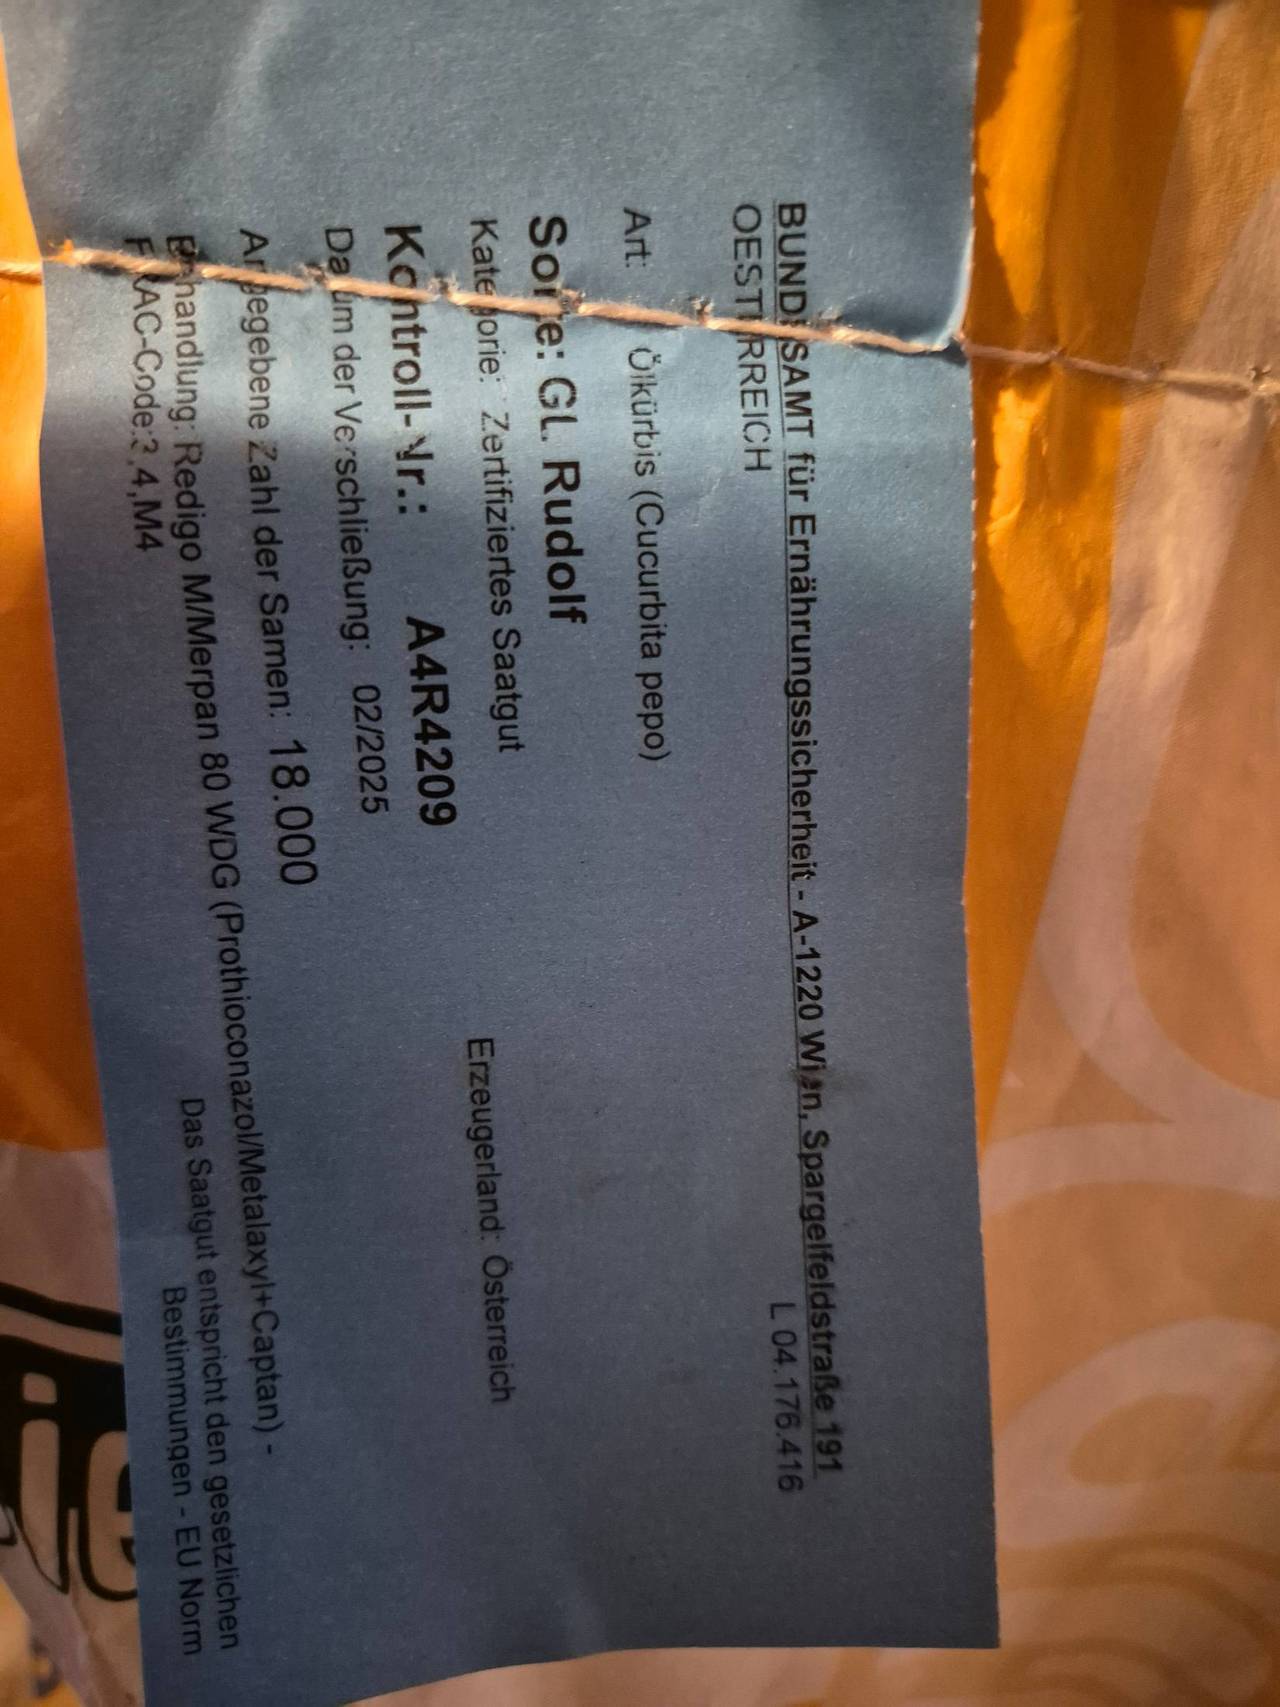 BUNDESAMT für Ernährungssicherheit - A-1220 Wien, Spargelfeldstraße 191
OESTERREICH
L 04.176.416
Art: Ölkürbis (Cucurbita pepo)
Sorte: GL Rudolf
Kategorie: Zertifiziertes Saatgut
Erzeugerland: Österreich
Kontroll-Nr.: A4R4209
Datum der Verschließung: 02/2025
Angegebene Zahl der Samen: 18.000
Behandlung: Redigo M/Merpan 80 WDG (Prothioconazol/Metalaxyl+Captan) -
FRAC-Code:3,4,M4
Das Saatgut entspricht den gesetzlichen
Bestimmungen - EU Norm